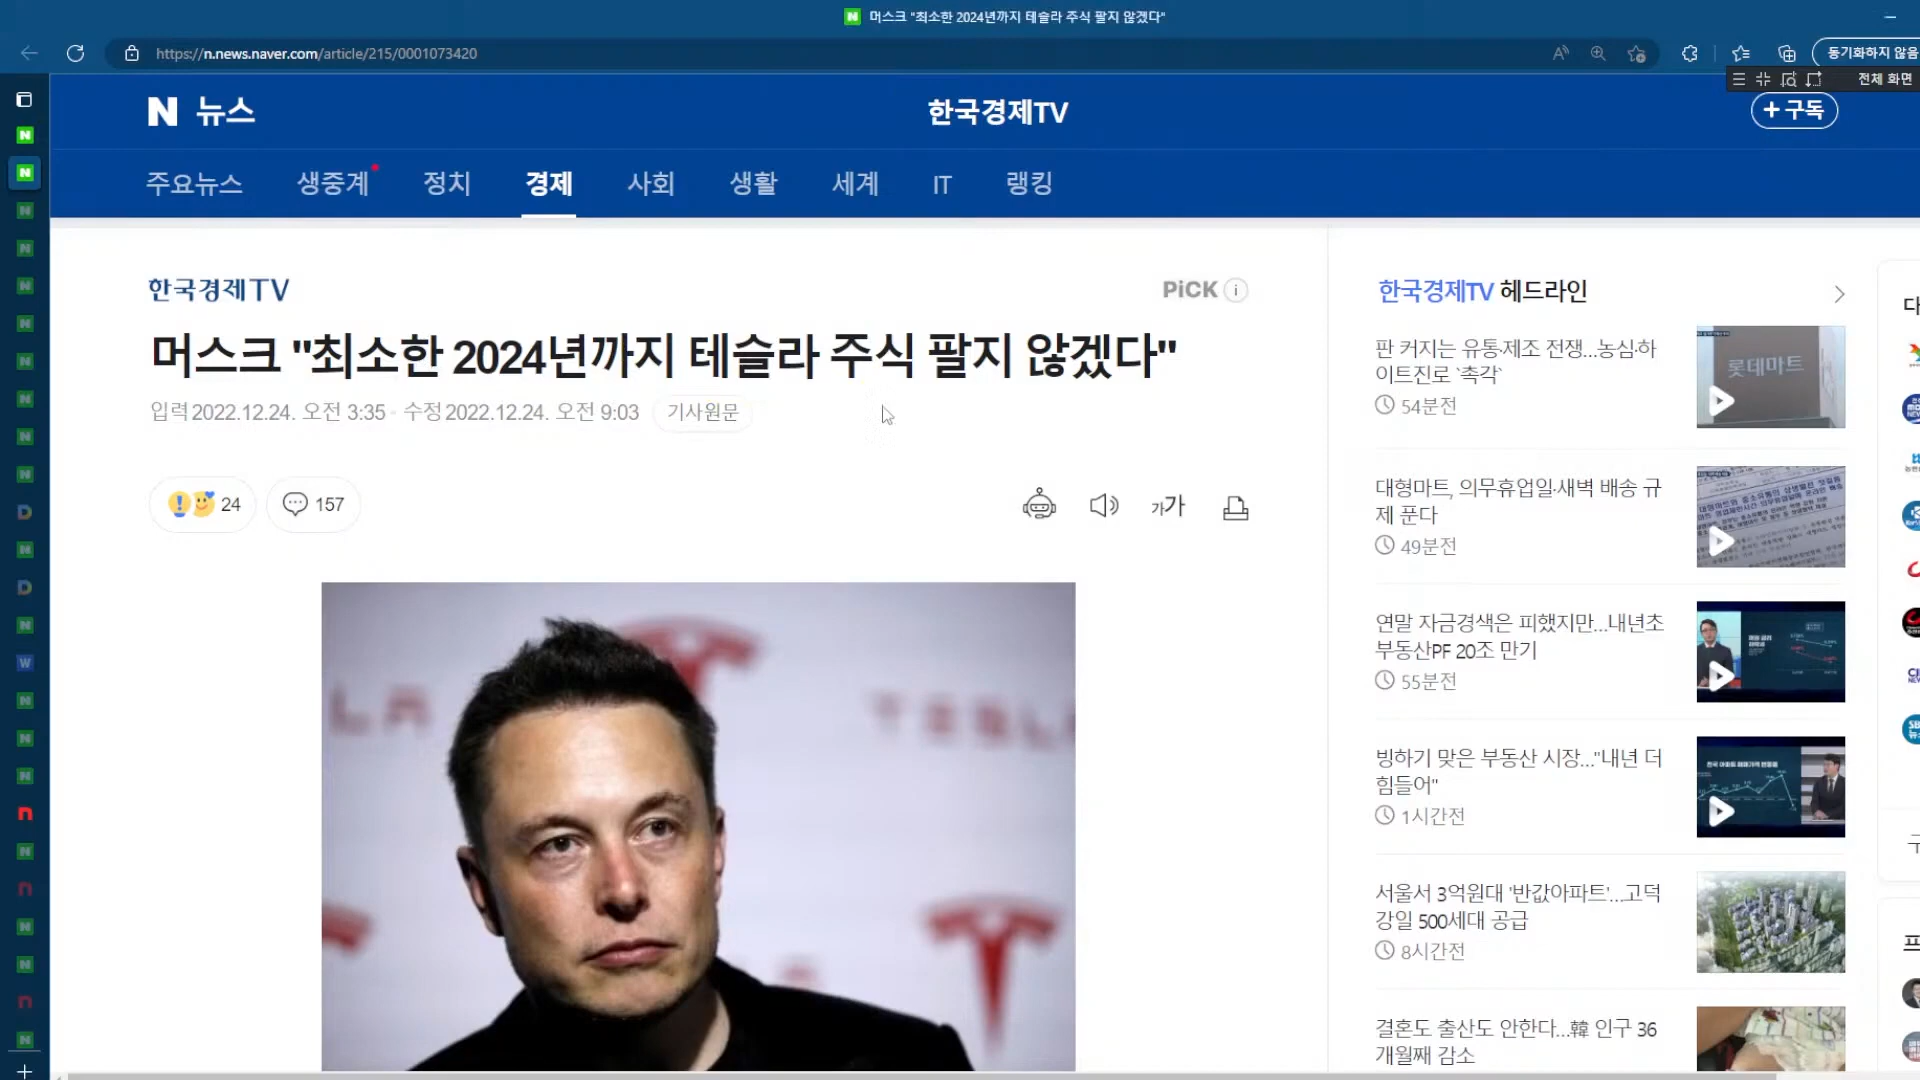 머스크 "최소한 2024년까지 테슬라 주식 팔지 않겠다"
https://n.news.naver.com/article/215/0001073420
동기화하지 않음
전체 화면
N 뉴스
한국경제TV
+ 구독
주요뉴스 생중계 정치 경제 사회 생활 세계 IT 랭킹
한국경제TV
PiCK
머스크 "최소한 2024년까지 테슬라 주식 팔지 않겠다"
입력 2022.12.24. 오전 3:35 · 수정 2022.12.24. 오전 9:03 기사원문
24 157
가가
TESLA
한국경제TV 헤드라인
판 커지는 유통·제조 전쟁...농심·하
이트진로 `촉각`
54분전
롯데마트
대형마트, 의무휴업일·새벽 배송 규
제 푼다
49분전
연말 자금경색은 피했지만...내년초
부동산PF 20조 만기
55분전
빙하기 맞은 부동산 시장..."내년 더
힘들어"
1시간전
서울서 3억원대 '반값아파트'...고덕
강일 500세대 공급
8시간전
결혼도 출산도 안한다...韓 인구 36
개월째 감소